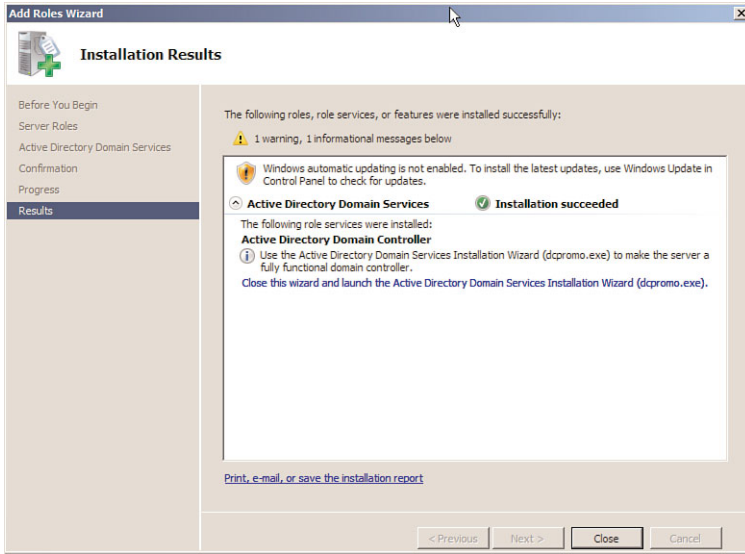 Add Roles Wizard
Installation Results
Before You Begin
Server Roles
Active Directory Domain Services
Confirmation
Progress
Results
The following roles, role services, or features were installed successfully:
1 warning, 1 informational messages below
Windows automatic updating is not enabled. To install the latest updates, use Windows Update in
Control Panel to check for updates.
Active Directory Domain Services Installation succeeded
The following role services were installed:
Active Directory Domain Controller
Use the Active Directory Domain Services Installation Wizard (dcpromo.exe) to make the server a
fully functional domain controller.
Close this wizard and launch the Active Directory Domain Services Installation Wizard (dcpromo.exe).
Print, e-mail, or save the installation report
< Previous Next > Close Cancel